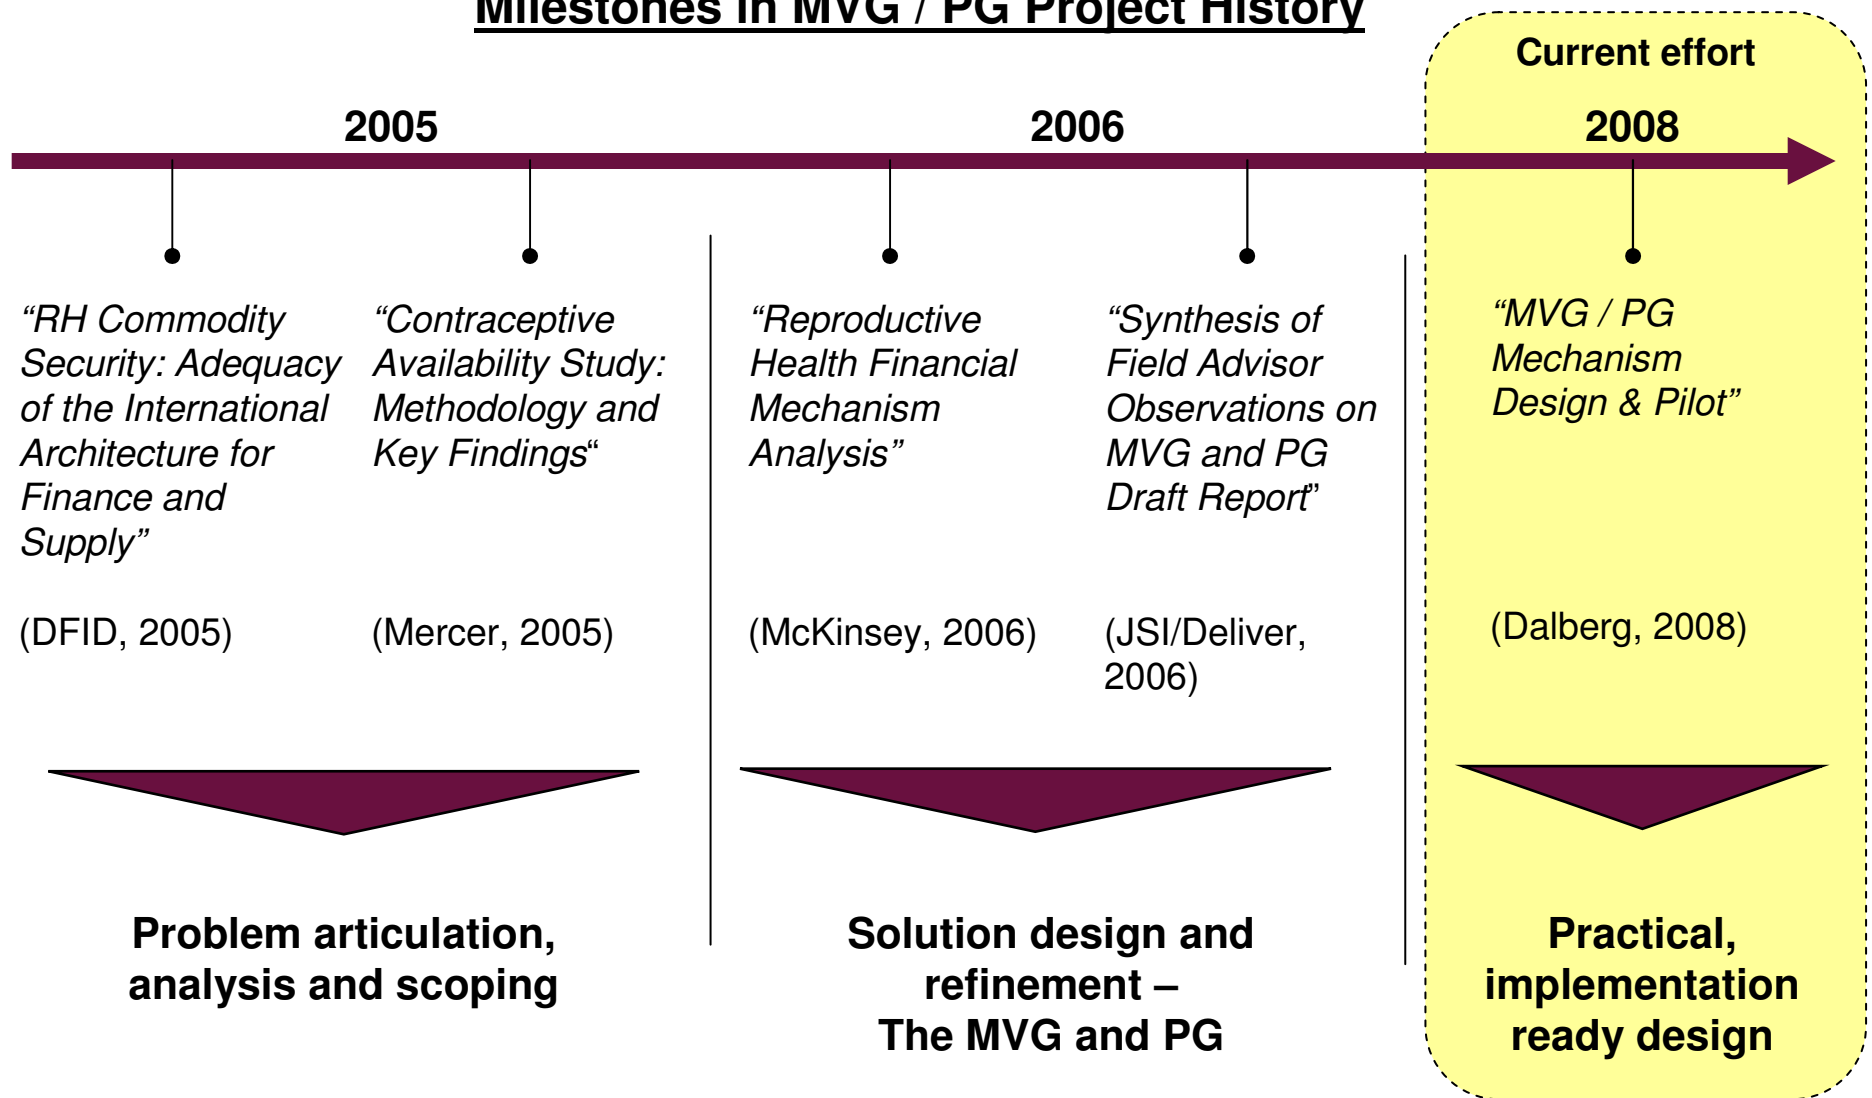 Milestones in MVG / PG Project History
Current effort
2005
2006
2008
“RH Commodity
Security: Adequacy
of the International
Architecture for
Finance and
Supply”
(DFID, 2005)
“Contraceptive
Availability Study:
Methodology and
Key Findings“
(Mercer, 2005)
“Reproductive
Health Financial
Mechanism
Analysis”
(McKinsey, 2006)
“Synthesis of
Field Advisor
Observations on
MVG and PG
Draft Report”
(JSI/Deliver,
2006)
“MVG / PG
Mechanism
Design & Pilot”
(Dalberg, 2008)
Problem articulation,
analysis and scoping
Solution design and
refinement –
The MVG and PG
Practical,
implementation
ready design